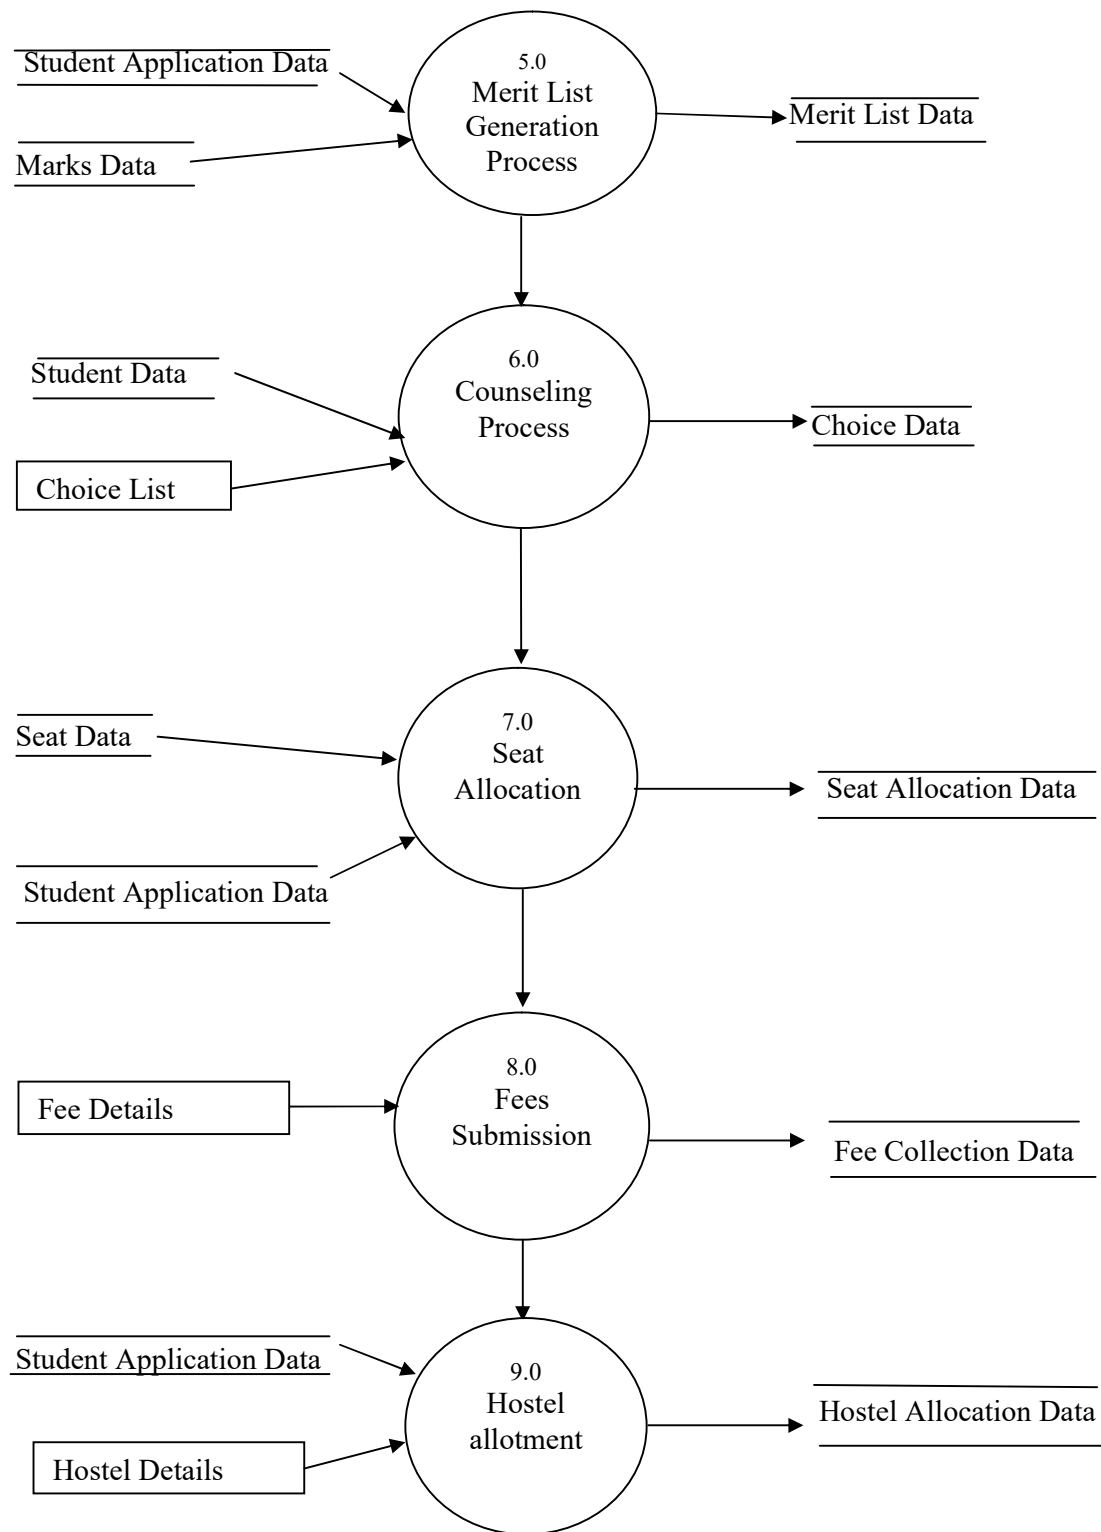 Student Application Data
5.0
Merit List
Generation
Process
Merit List Data
Marks Data
6.0
Counseling
Process
Student Data
Choice Data
Choice List
7.0
Seat
Allocation
Seat Data
Seat Allocation Data
Student Application Data
8.0
Fees
Submission
Fee Details
Fee Collection Data
Student Application Data
9.0
Hostel
allotment
Hostel Allocation Data
Hostel Details